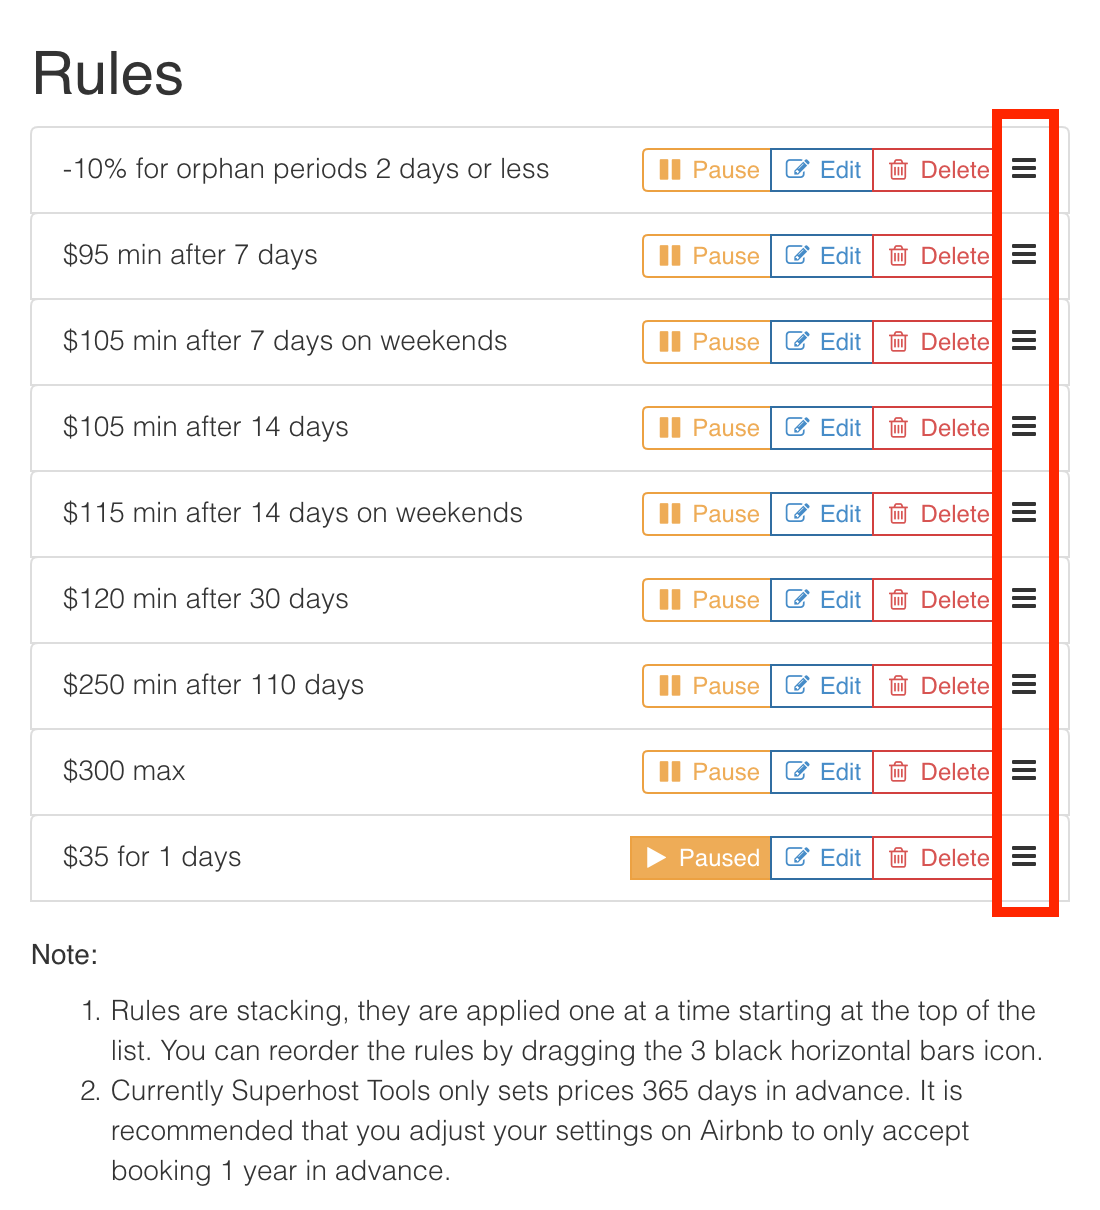 Rules
-10% for orphan periods 2 days or less Pause Edit Delete
$95 min after 7 days Pause Edit Delete
$105 min after 7 days on weekends Pause Edit Delete
$105 min after 14 days Pause Edit Delete
$115 min after 14 days on weekends Pause Edit Delete
$120 min after 30 days Pause Edit Delete
$250 min after 110 days Pause Edit Delete
$300 max Pause Edit Delete
$35 for 1 days Paused Edit Delete
Note:
1. Rules are stacking, they are applied one at a time starting at the top of the
list. You can reorder the rules by dragging the 3 black horizontal bars icon.
2. Currently Superhost Tools only sets prices 365 days in advance. It is
recommended that you adjust your settings on Airbnb to only accept
booking 1 year in advance.